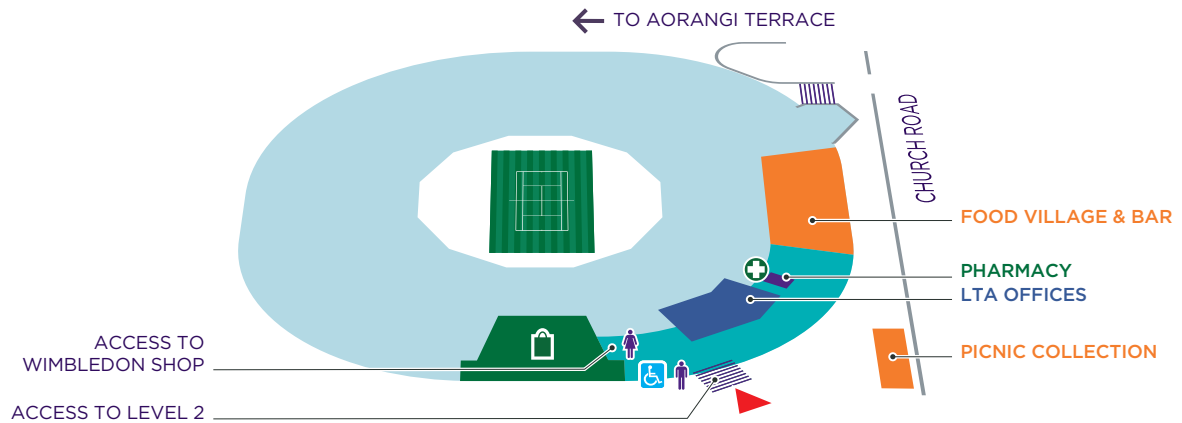 TO AORANGI TERRACE
CHURCH ROAD
FOOD VILLAGE & BAR
PHARMACY
LTA OFFICES
ACCESS TO
WIMBLEDON SHOP
PICNIC COLLECTION
ACCESS TO LEVEL 2